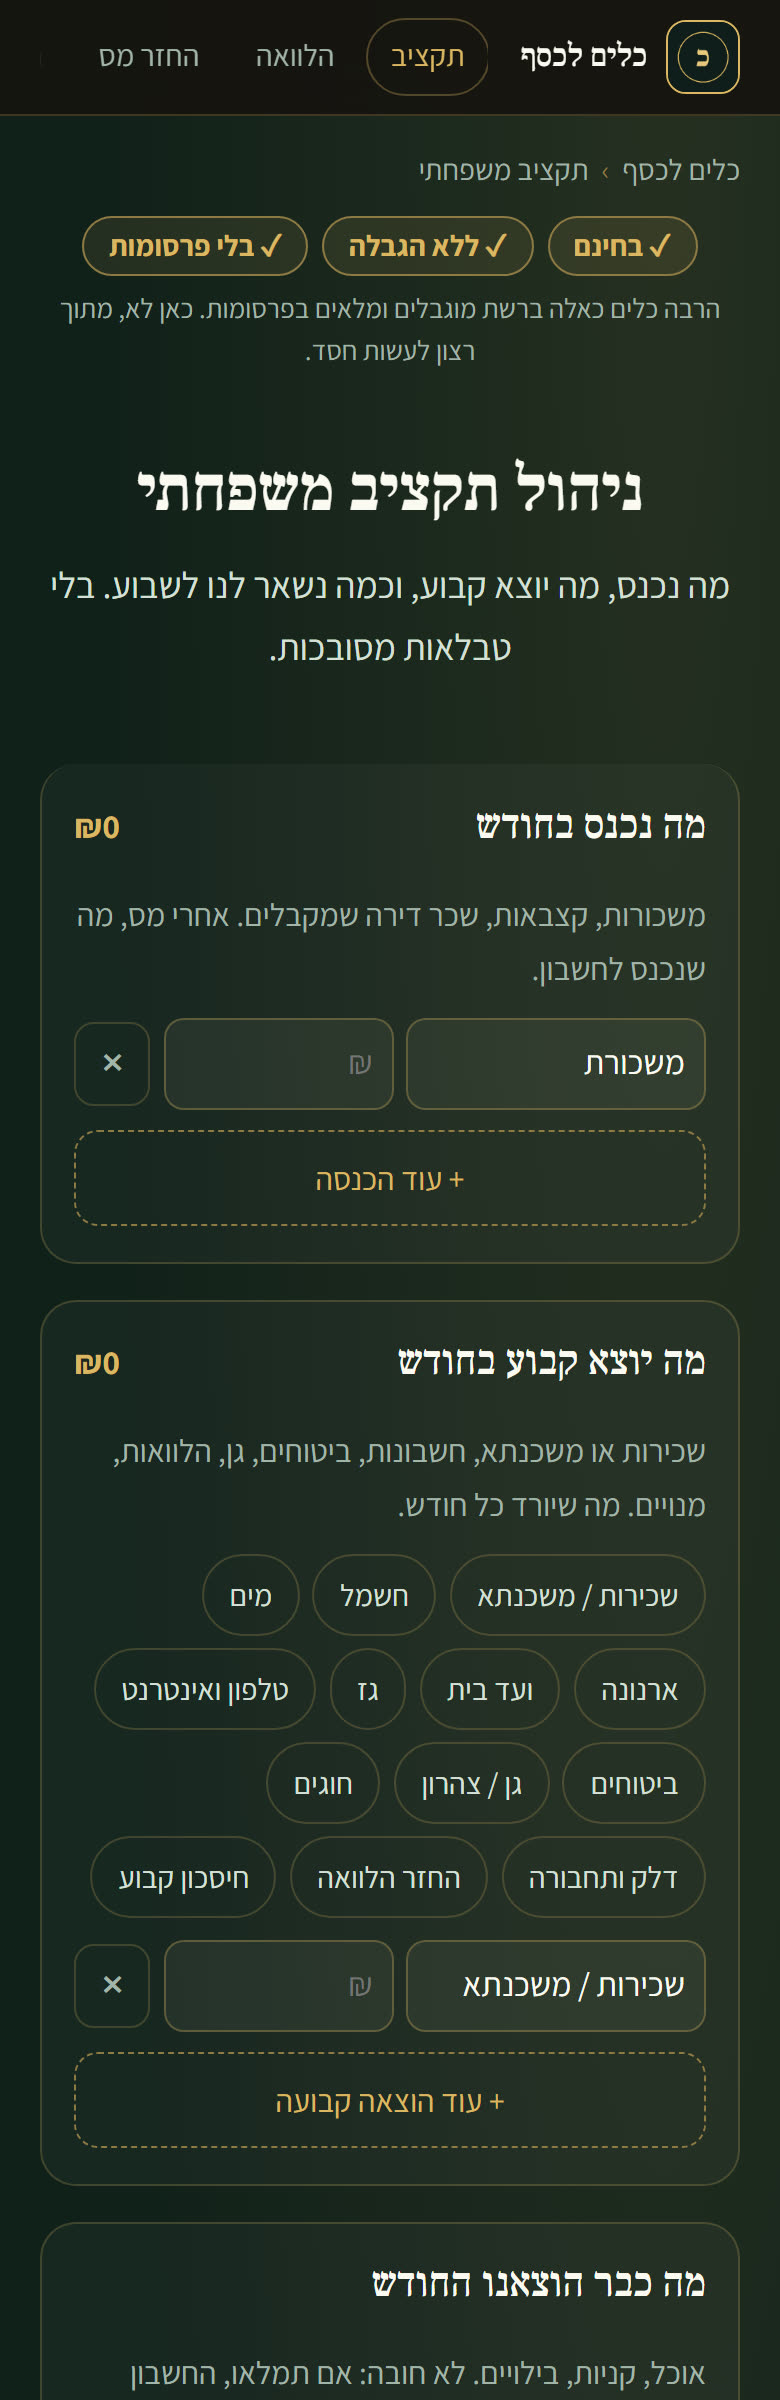 כ
כלים לכסף
תקציב
הלוואה
החזר מס
כלים לכסף › תקציב משפחתי
✓ בחינם
✓ ללא הגבלה
✓ בלי פרסומות
הרבה כלים כאלה ברשת מוגבלים ומלאים בפרסומות. כאן לא, מתוך
רצון לעשות חסד.
ניהול תקציב משפחתי
מה נכנס, מה יוצא קבוע, וכמה נשאר לנו לשבוע. בלי
טבלאות מסובכות.
מה נכנס בחודש
₪0
משכורות, קצבאות, שכר דירה שמקבלים. אחרי מס, מה
שנכנס לחשבון.
משכורת
₪
×
+ עוד הכנסה
מה יוצא קבוע בחודש
₪0
שכירות או משכנתא, חשבונות, ביטוחים, גן, הלוואות,
מנויים. מה שיורד כל חודש.
שכירות / משכנתא
חשמל
מים
ארנונה
ועד בית
גז
טלפון ואינטרנט
ביטוחים
גן / צהרון
חוגים
דלק ותחבורה
החזר הלוואה
חיסכון קבוע
שכירות / משכנתא
₪
×
+ עוד הוצאה קבועה
מה כבר הוצאנו החודש
אוכל, קניות, בילויים. לא חובה: אם תמלאו, החשבון